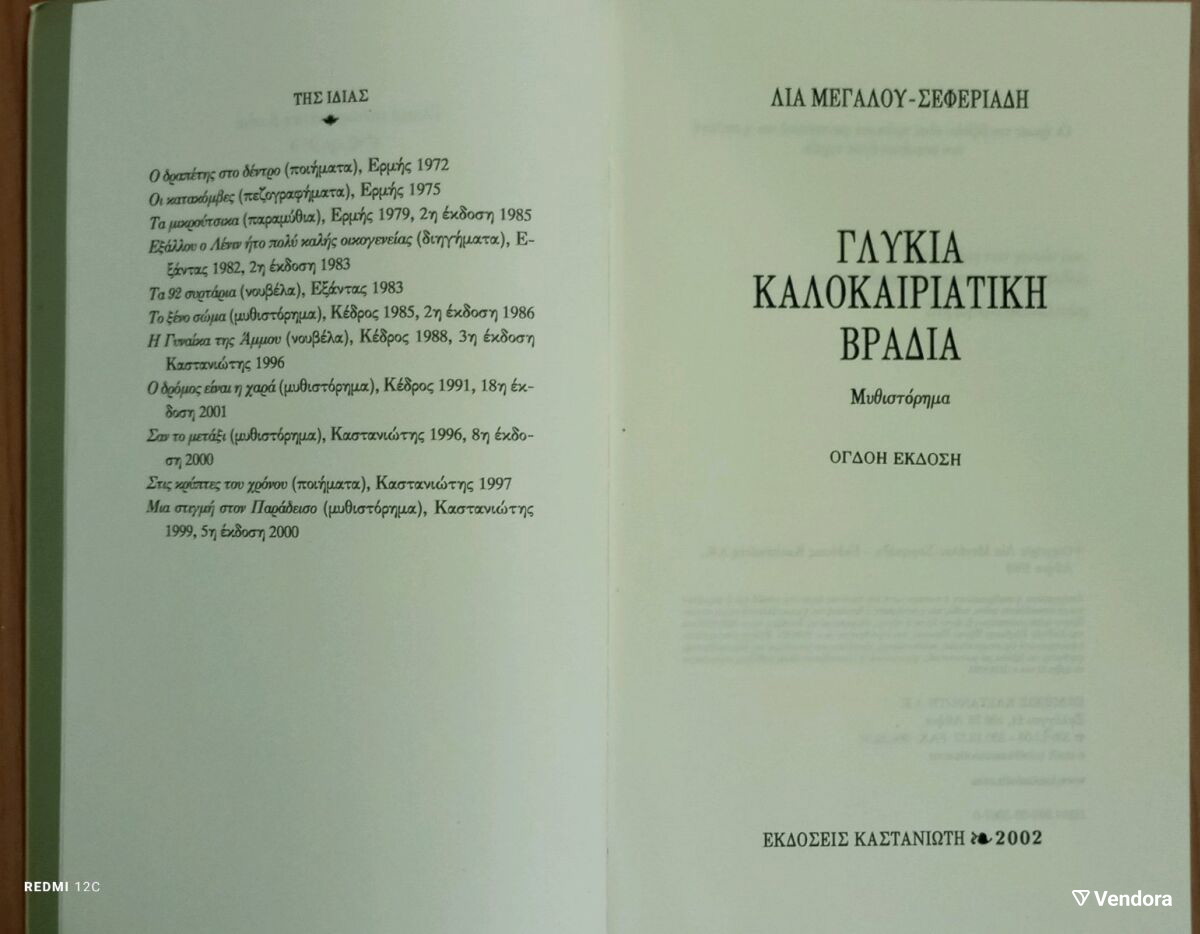 ΤΗΣ ΙΔΙΑΣ
Ο δραπέτης στο δέντρο (ποιήματα), Ερμής 1972
Οι κατακόμβες (πεζογραφήματα), Ερμής 1975
Τα μικρούτσικα (παραμύθια), Ερμής 1979, 2η έκδοση 1985
Εξάλλου ο Λένιν ήτο πολύ καλής οικογενείας (διηγήματα), Ε-
ξάντας 1982, 2η έκδοση 1983
Τα 92 συρτάρια (νουβέλα), Εξάντας 1983
Το ξένο σώμα (μυθιστόρημα), Κέδρος 1985, 2η έκδοση 1986
Η Γυναίκα της Άμμου (νουβέλα), Κέδρος 1988, 3η έκδοση
Καστανιώτης 1996
Ο δρόμος είναι η χαρά (μυθιστόρημα), Κέδρος 1991, 18η έκ-
δοση 2001
Σαν το μετάξι (μυθιστόρημα), Καστανιώτης 1996, 8η έκδο-
ση 2000
Στις κρύπτες του χρόνου (ποιήματα), Καστανιώτης 1997
Μια στεγμή στον Παράδεισο (μυθιστόρημα), Καστανιώτης
1999, 5η έκδοση 2000
ΛΙΑ ΜΕΓΑΛΟΥ-ΣΕΦΕΡΙΑΔΗ
ΓΛΥΚΙΑ
ΚΑΛΟΚΑΙΡΙΑΤΙΚΗ
ΒΡΑΔΙΑ
Μυθιστόρημα
ΟΓΔΟΗ ΕΚΔΟΣΗ
ΕΚΔΟΣΕΙΣ ΚΑΣΤΑΝΙΩΤΗ 2002
REDMI 12C
Vendora